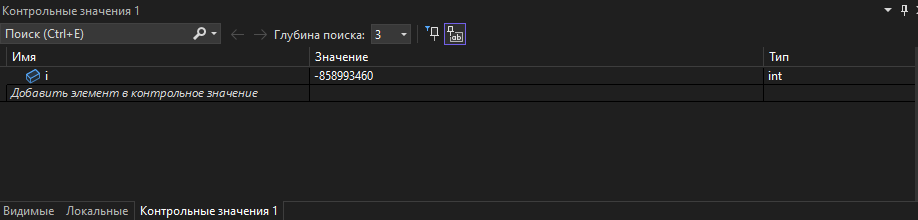 Контрольные значения 1
Поиск (Ctrl+E) Глубина поиска: 3
Имя Значение Тип
i -858993460 int
Добавить элемент в контрольное значение
Видимые Локальные Контрольные значения 1